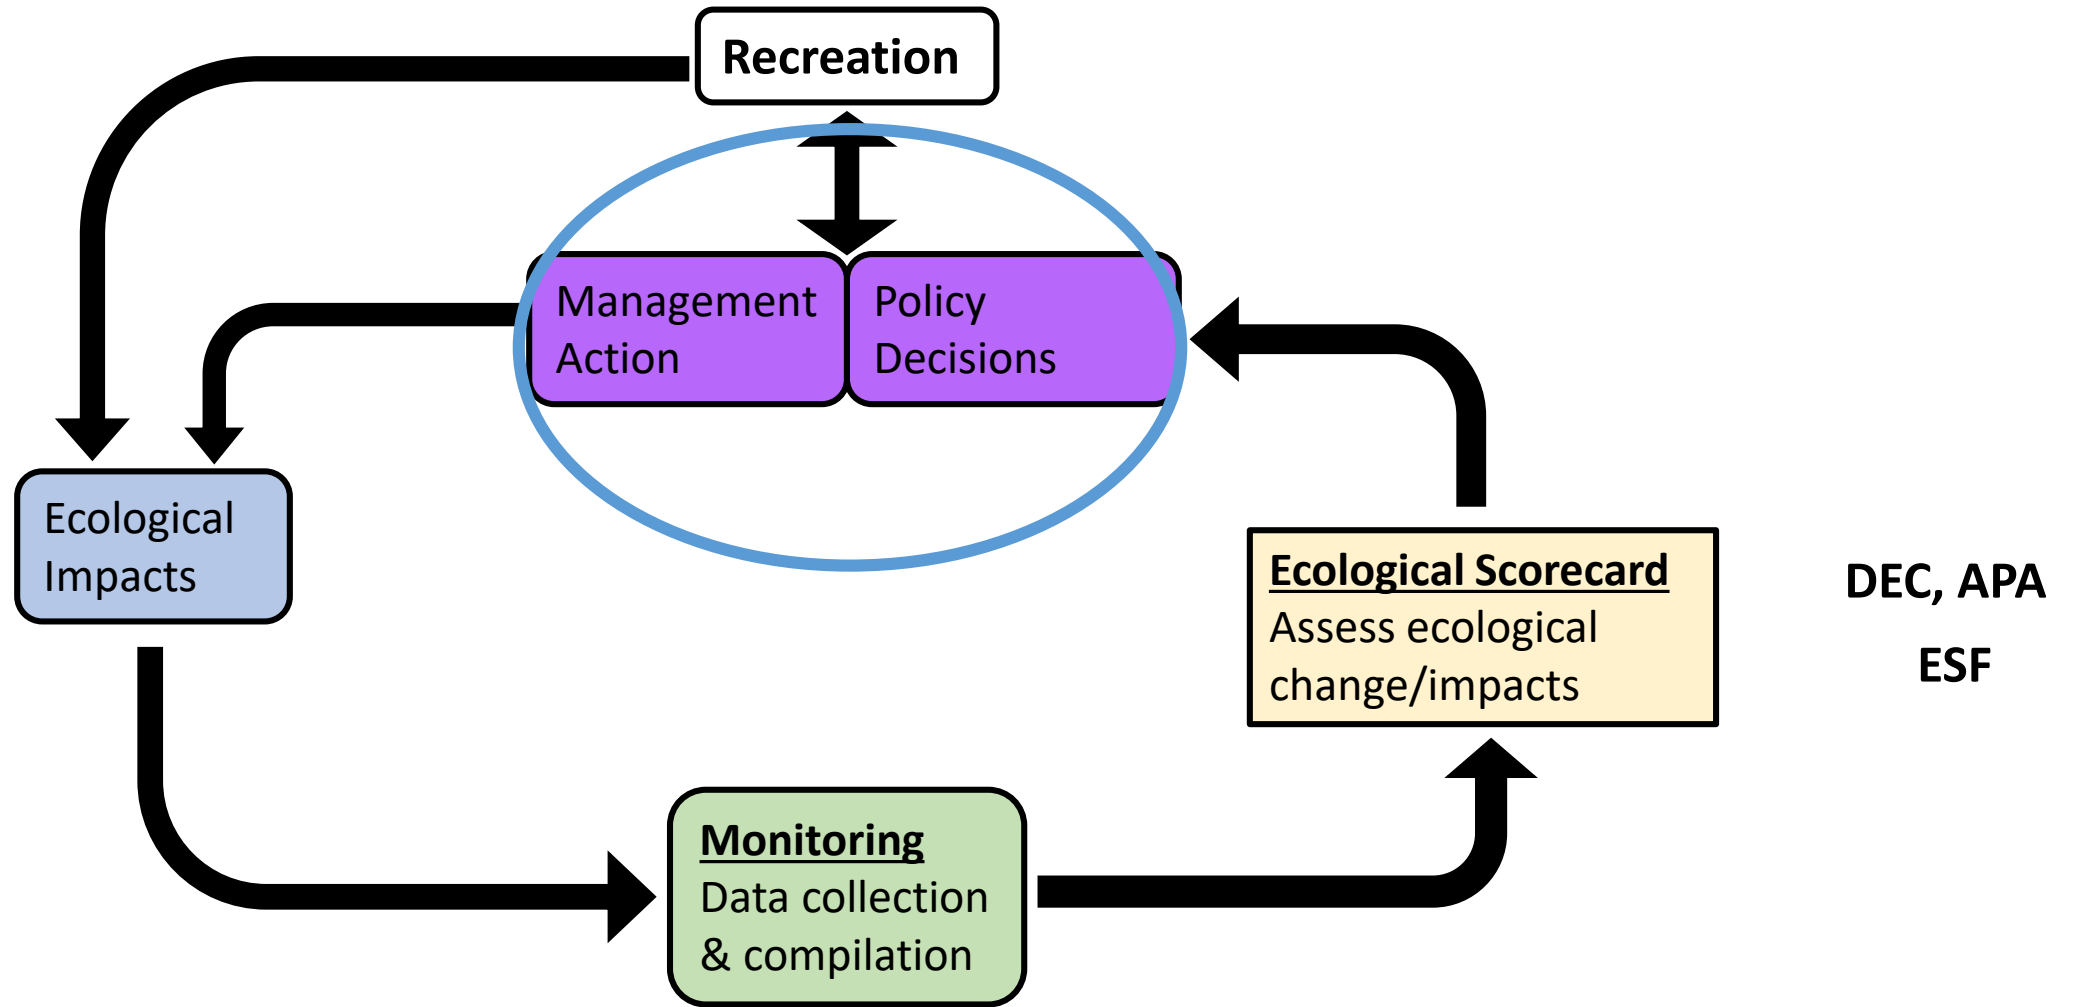 Recreation
Management
Action
Policy
Decisions
Ecological
Impacts
Ecological Scorecard
Assess ecological
change/impacts
DEC, APA
ESF
Monitoring
Data collection
& compilation